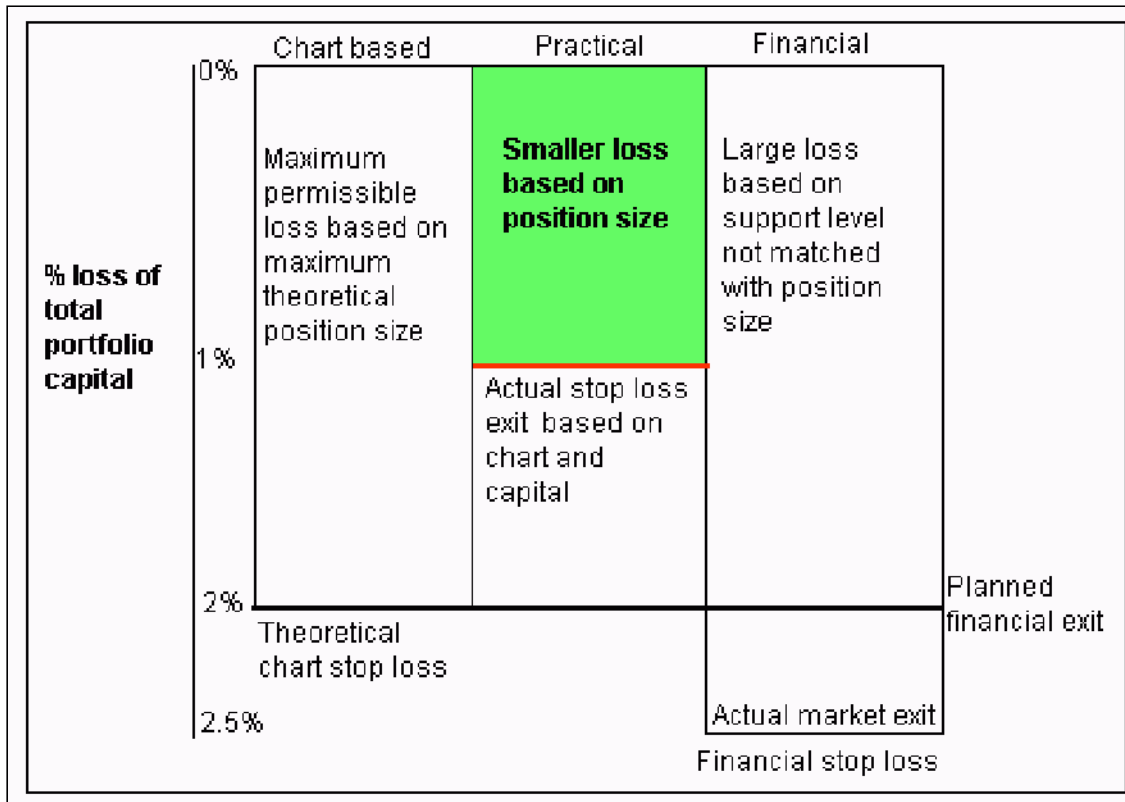 Chart based
Practical
Financial
0%
Maximum
permissible
loss based on
maximum
theoretical
position size
Smaller loss
based on
position size
Large loss
based on
support level
not matched
with position
size
% loss of
total
portfolio
capital
1%
Actual stop loss
exit based on
chart and
capital
2%
Planned
financial exit
Theoretical
chart stop loss
2.5%
Actual market exit
Financial stop loss